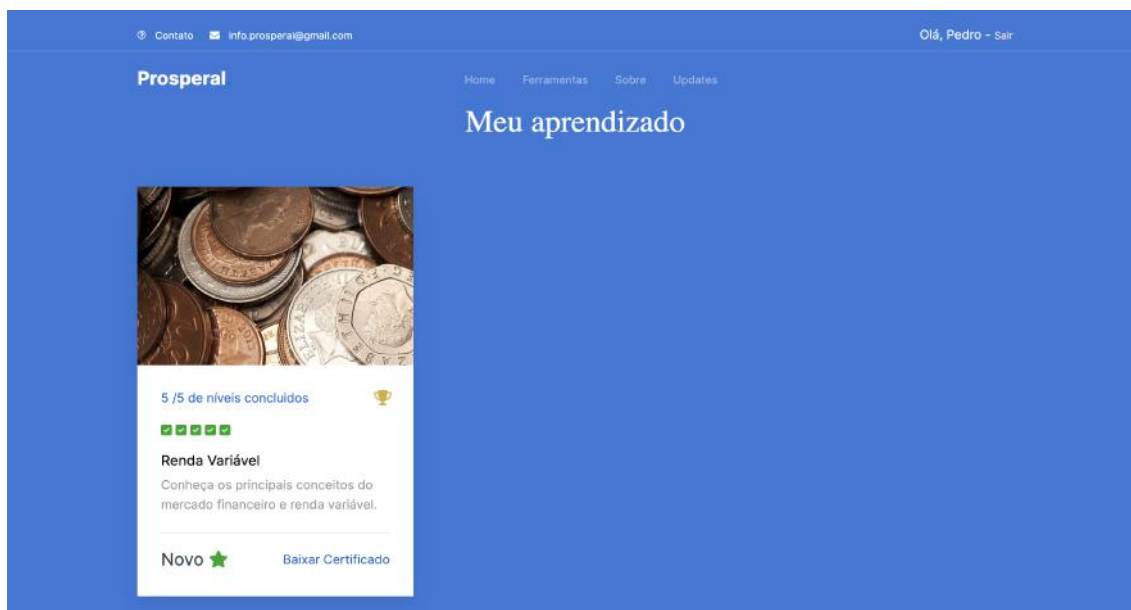 Contato info.prosperal@gmail.com Olá, Pedro - Sair
Prosperal Home Ferramentas Sobre Updates
Meu aprendizado
5 /5 de níveis concluidos
Renda Variável
Conheça os principais conceitos do
mercado financeiro e renda variável.
Novo Baixar Certificado